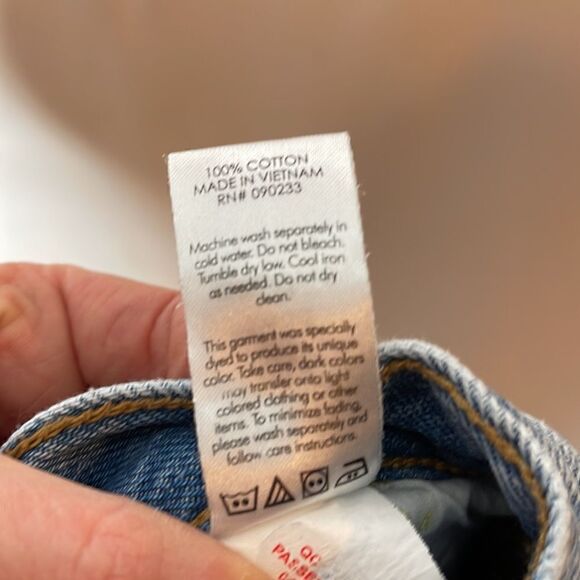 100% COTTON
MADE IN VIETNAM
RN# 090233
Machine wash separately in
cold water. Do not bleach.
Tumble dry low. Cool iron
as needed. Do not dry
clean.
This garment was specially
dyed to produce its unique
color. Take care, dark colors
may transfer onto light
colored clothing or other
items. To minimize fading,
please wash separately and
follow care instructions.
QC